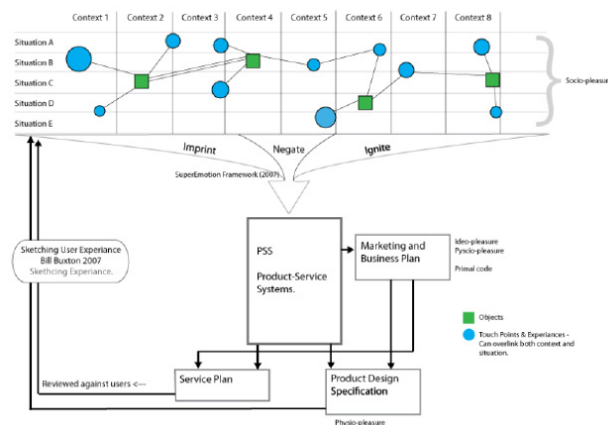 Context 1 Context 2 Context 3 Context 4 Context 5 Context 6 Context 7 Context 8
Situation A
Situation B
Situation C
Situation D
Situation E
Socio-pleasure
Imprint Negate Ignite
SuperEmotion Framework (2007)
Sketching User Experiance
Bill Buxton 2007
Skethcing Experiance.
PSS
Product-Service
Systems.
Marketing and
Business Plan
Ideo-pleasure
Pyscio-pleasure
Primal code
Objects
Touch Points & Experiances -
Can overlink both context and
situation.
Reviewed against users <---
Service Plan
Product Design
Specification
Physio-pleasure